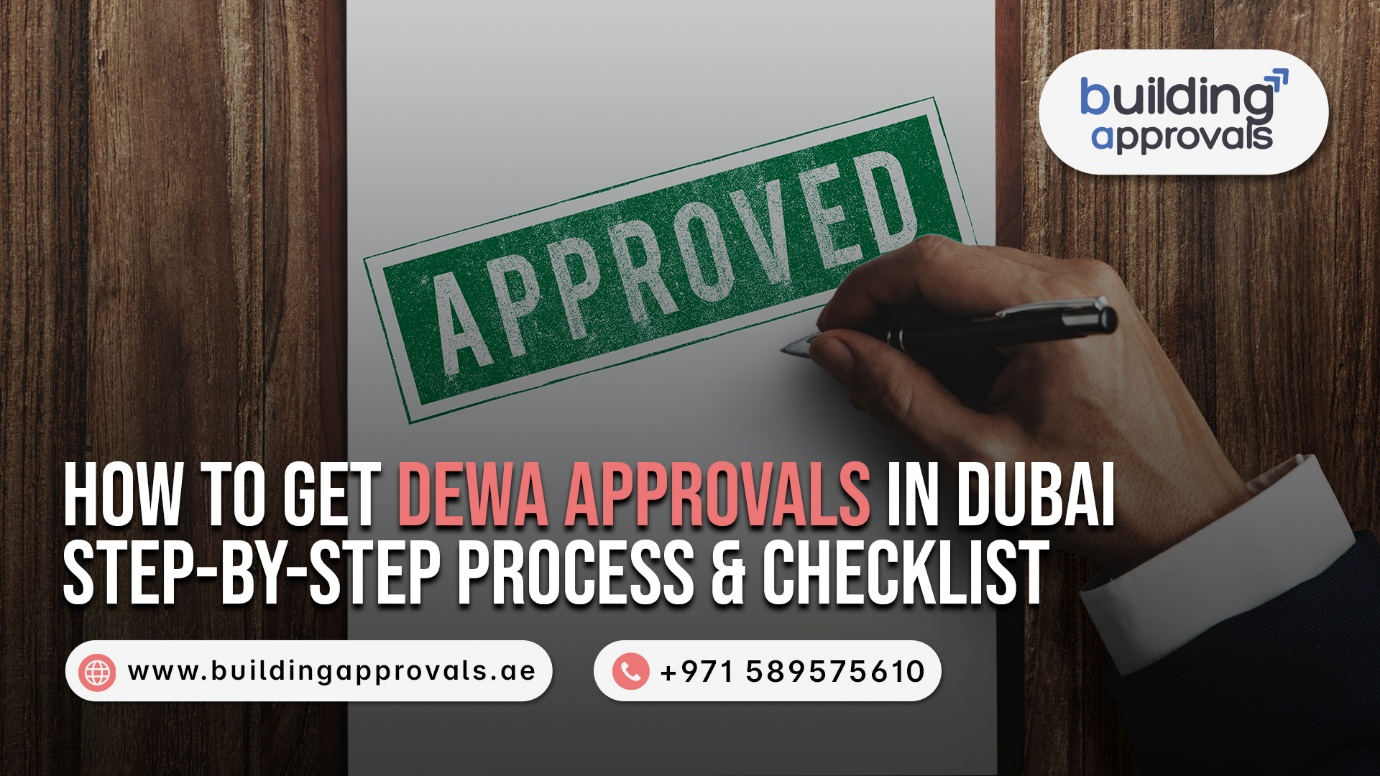 building
approvals
APPROVED
HOW TO GET DEWA APPROVALS IN DUBAI
STEP-BY-STEP PROCESS & CHECKLIST
www.buildingapprovals.ae
+971 589575610